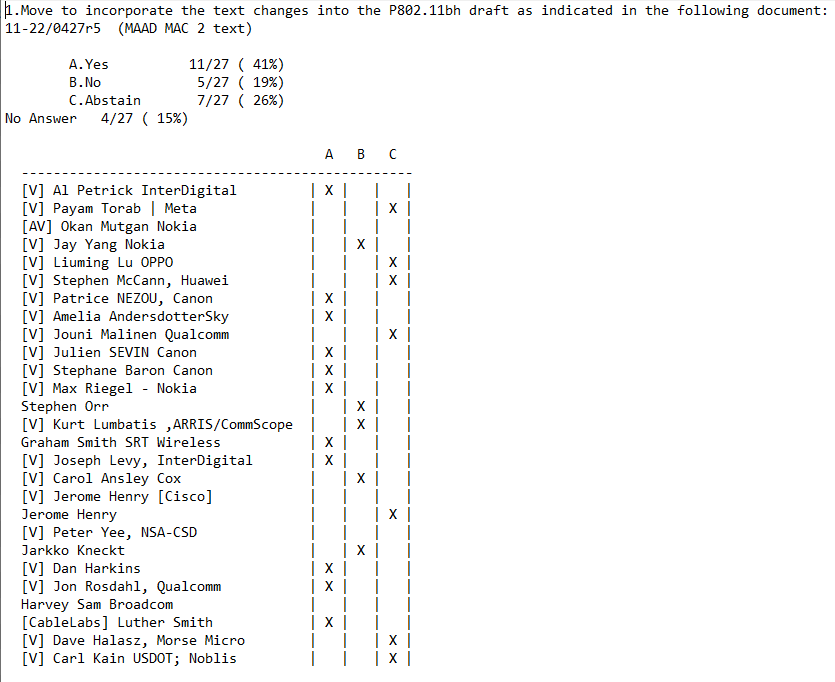 1.Move to incorporate the text changes into the P802.11bh draft as indicated in the following document:
11-22/0427r5  (MAAD MAC 2 text)
A.Yes          11/27 ( 41%)
B.No            5/27 ( 19%)
C.Abstain       7/27 ( 26%)
No Answer   4/27 ( 15%)
A   B   C
-------------------------------------------------
[V] Al Petrick InterDigital         | X |   |   |
[V] Payam Torab | Meta              |   |   | X |
[AV] Okan Mutgan Nokia              |   |   |   |
[V] Jay Yang Nokia                  |   | X |   |
[V] Liuming Lu OPPO                 |   |   | X |
[V] Stephen McCann, Huawei          |   |   | X |
[V] Patrice NEZOU, Canon            | X |   |   |
[V] Amelia AndersdotterSky          | X |   |   |
[V] Jouni Malinen Qualcomm          |   |   | X |
[V] Julien SEVIN Canon              | X |   |   |
[V] Stephane Baron Canon            | X |   |   |
[V] Max Riegel - Nokia              | X |   |   |
Stephen Orr                         |   | X |   |
[V] Kurt Lumbatis ,ARRIS/CommScope  |   | X |   |
Graham Smith SRT Wireless           | X |   |   |
[V] Joseph Levy, InterDigital       | X |   |   |
[V] Carol Ansley Cox                |   | X |   |
[V] Jerome Henry [Cisco]            |   |   |   |
Jerome Henry                        |   |   | X |
[V] Peter Yee, NSA-CSD              |   |   |   |
Jarkko Kneckt                       |   | X |   |
[V] Dan Harkins                     | X |   |   |
[V] Jon Rosdahl, Qualcomm           | X |   |   |
Harvey Sam Broadcom                 |   |   |   |
[CableLabs] Luther Smith            | X |   |   |
[V] Dave Halasz, Morse Micro        |   |   | X |
[V] Carl Kain USDOT; Noblis         |   |   | X |